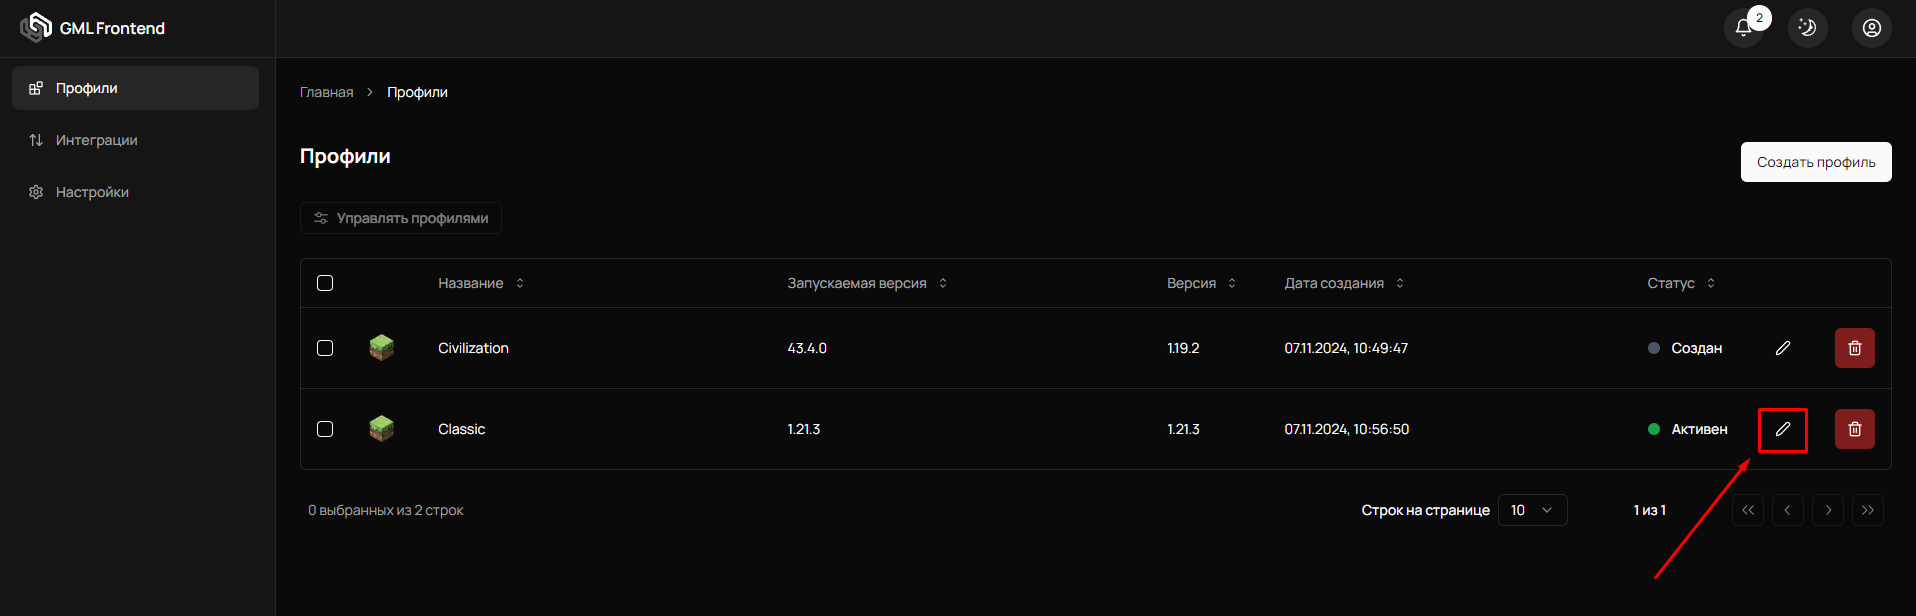 GML Frontend
2
Профили
Интеграции
Настройки
Главная > Профили
Профили
Создать профиль
Управлять профилями
Название Запускаемая версия Версия Дата создания Статус
Civilization 43.4.0 1.19.2 07.11.2024, 10:49:47 Создан
Classic 1.21.3 1.21.3 07.11.2024, 10:56:50 Активен
0 выбранных из 2 строк Строк на странице 10 1 из 1